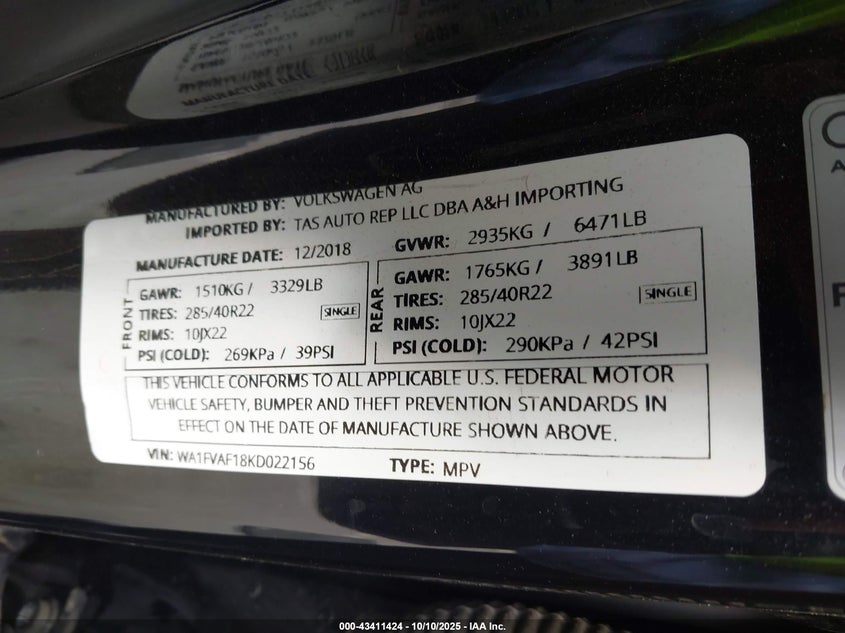 MANUFACTURED BY: VOLKSWAGEN AG
IMPORTED BY: TAS AUTO REP LLC DBA A&H IMPORTING
MANUFACTURE DATE: 12/2018 GVWR: 2935KG / 6471LB
FRONT
GAWR: 1510KG / 3329LB
TIRES: 285/40R22 SINGLE
RIMS: 10JX22
PSI (COLD): 269KPa / 39PSI
REAR
GAWR: 1765KG / 3891LB
TIRES: 285/40R22 SINGLE
RIMS: 10JX22
PSI (COLD): 290KPa / 42PSI
THIS VEHICLE CONFORMS TO ALL APPLICABLE U.S. FEDERAL MOTOR
VEHICLE SAFETY, BUMPER AND THEFT PREVENTION STANDARDS IN
EFFECT ON THE DATE OF MANUFACTURE SHOWN ABOVE.
VIN: WA1FVAF18KD022156 TYPE: MPV
000-43411424 - 10/10/2025 - IAA Inc.